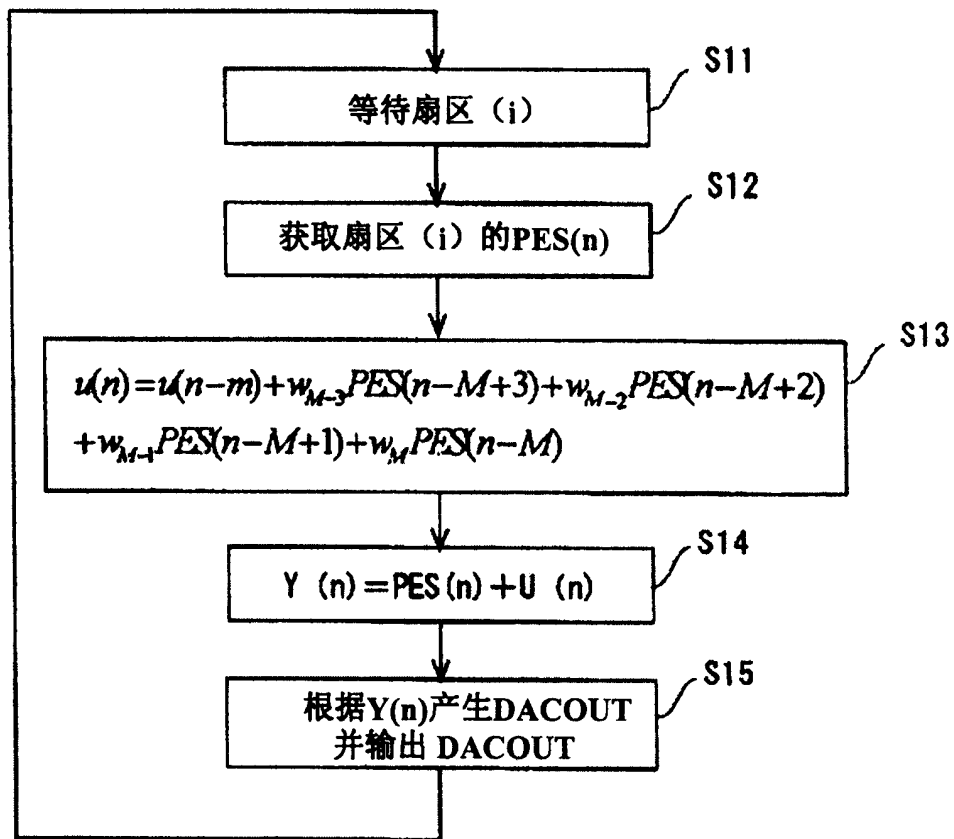 S11
等待扇区（i）
S12
获取扇区（i）的PES(n)
S13
u(n)=u(n-m)+w_{M-3}PES(n-M+3)+w_{M-2}PES(n-M+2)
+w_{M-1}PES(n-M+1)+w_{M}PES(n-M)
S14
Y (n)=PES(n)+U (n)
S15
根据Y(n)产生DACOUT
并输出 DACOUT